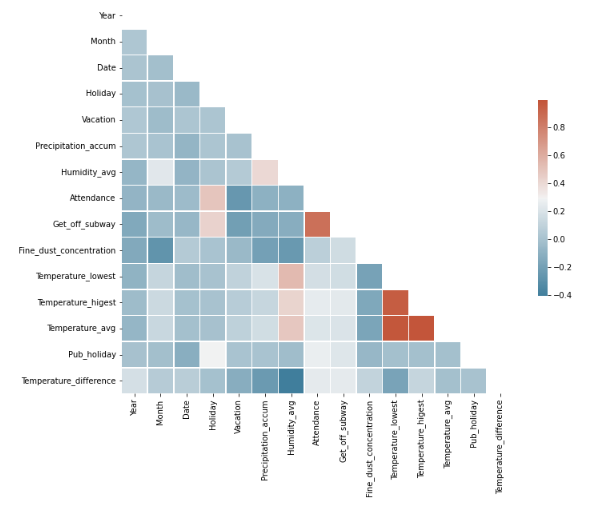 Year
Month
Date
Holiday
Vacation
Precipitation_accum
Humidity_avg
Attendance
Get_off_subway
Fine_dust_concentration
Temperature_lowest
Temperature_higest
Temperature_avg
Pub_holiday
Temperature_difference
Year
Month
Date
Holiday
Vacation
Precipitation_accum
Humidity_avg
Attendance
Get_off_subway
Fine_dust_concentration
Temperature_lowest
Temperature_higest
Temperature_avg
Pub_holiday
Temperature_difference
0.8
0.6
0.4
0.2
0.0
−0.2
−0.4